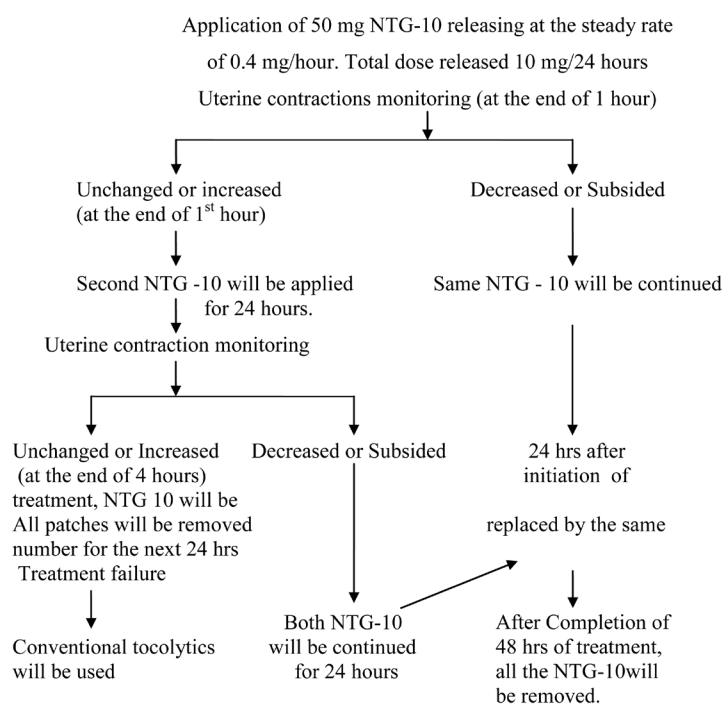 Application of 50 mg NTG-10 releasing at the steady rate
of 0.4 mg/hour. Total dose released 10 mg/24 hours
Uterine contractions monitoring (at the end of 1 hour)
Unchanged or increased
(at the end of 1st hour)
Decreased or Subsided
Second NTG -10 will be applied
for 24 hours.
Same NTG - 10 will be continued
Uterine contraction monitoring
Unchanged or Increased
(at the end of 4 hours)
treatment, NTG 10 will be
All patches will be removed
number for the next 24 hrs
Treatment failure
Decreased or Subsided
24 hrs after
initiation of
replaced by the same
Conventional tocolytics
will be used
Both NTG-10
will be continued
for 24 hours
After Completion of
48 hrs of treatment,
all the NTG-10will
be removed.